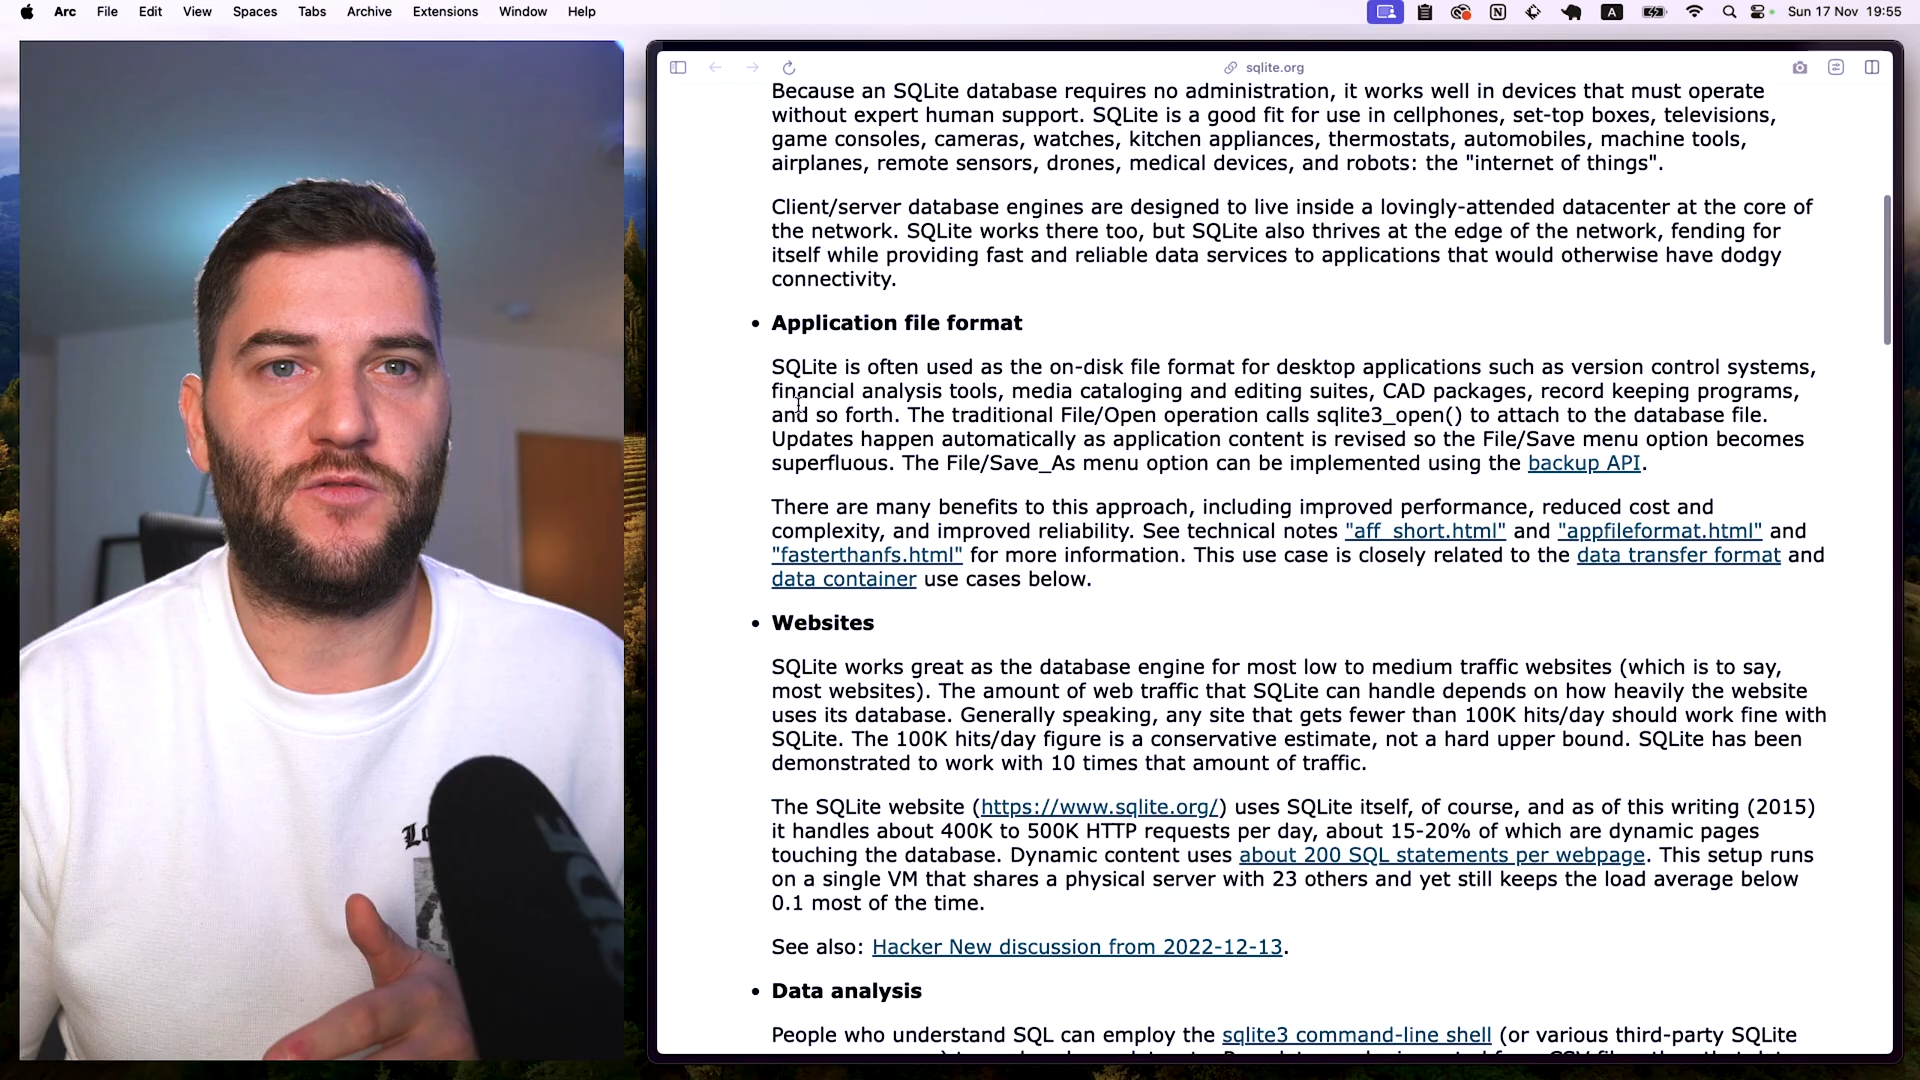 Arc File Edit View Spaces Tabs Archive Extensions Window Help
A Sun 17 Nov 19:55
sqlite.org
Because an SQLite database requires no administration, it works well in devices that must operate
without expert human support. SQLite is a good fit for use in cellphones, set-top boxes, televisions,
game consoles, cameras, watches, kitchen appliances, thermostats, automobiles, machine tools,
airplanes, remote sensors, drones, medical devices, and robots: the "internet of things".
Client/server database engines are designed to live inside a lovingly-attended datacenter at the core of
the network. SQLite works there too, but SQLite also thrives at the edge of the network, fending for
itself while providing fast and reliable data services to applications that would otherwise have dodgy
connectivity.
• Application file format
SQLite is often used as the on-disk file format for desktop applications such as version control systems,
financial analysis tools, media cataloging and editing suites, CAD packages, record keeping programs,
and so forth. The traditional File/Open operation calls sqlite3_open() to attach to the database file.
Updates happen automatically as application content is revised so the File/Save menu option becomes
superfluous. The File/Save_As menu option can be implemented using the backup API.
There are many benefits to this approach, including improved performance, reduced cost and
complexity, and improved reliability. See technical notes "aff_short.html" and "appfileformat.html" and
"fasterthanfs.html" for more information. This use case is closely related to the data transfer format and
data container use cases below.
• Websites
SQLite works great as the database engine for most low to medium traffic websites (which is to say,
most websites). The amount of web traffic that SQLite can handle depends on how heavily the website
uses its database. Generally speaking, any site that gets fewer than 100K hits/day should work fine with
SQLite. The 100K hits/day figure is a conservative estimate, not a hard upper bound. SQLite has been
demonstrated to work with 10 times that amount of traffic.
The SQLite website (https://www.sqlite.org/) uses SQLite itself, of course, and as of this writing (2015)
it handles about 400K to 500K HTTP requests per day, about 15-20% of which are dynamic pages
touching the database. Dynamic content uses about 200 SQL statements per webpage. This setup runs
on a single VM that shares a physical server with 23 others and yet still keeps the load average below
0.1 most of the time.
See also: Hacker New discussion from 2022-12-13.
• Data analysis
People who understand SQL can employ the sqlite3 command-line shell (or various third-party SQLite